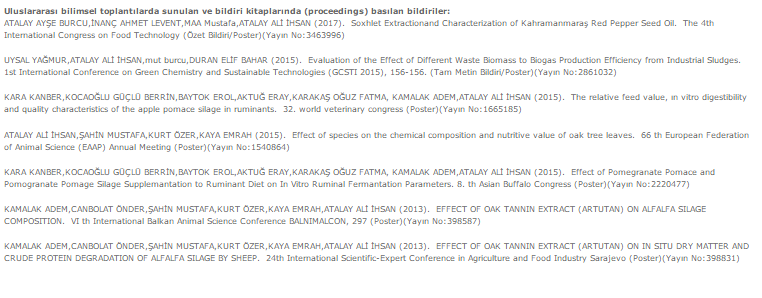 Uluslararası bilimsel toplantılarda sunulan ve bildiri kitaplarında (proceedings) basılan bildiriler:
ATALAY AYŞE BURCU,İNANÇ AHMET LEVENT,MAA Mustafa,ATALAY ALİ İHSAN (2017).  Soxhlet Extractionand Characterization of Kahramanmaraş Red Pepper Seed Oil.  The 4th
International Congress on Food Technology (Özet Bildiri/Poster)(Yayın No:3463996)
UYSAL YAĞMUR,ATALAY ALİ İHSAN,mut burcu,DURAN ELİF BAHAR (2015).  Evaluation of the Effect of Different Waste Biomass to Biogas Production Efficiency from Industrial Sludges.
1st International Conference on Green Chemistry and Sustainable Technologies (GCSTI 2015), 156-156. (Tam Metin Bildiri/Poster)(Yayın No:2861032)
KARA KANBER,KOCAOĞLU GÜÇLÜ BERRİN,BAYTOK EROL,AKTUĞ ERAY,KARAKAŞ OĞUZ FATMA, KAMALAK ADEM,ATALAY ALİ İHSAN (2015).  The relative feed value, ın vitro digestibility
and quality characteristics of the apple pomace silage in ruminants.  32. world veterinary congress (Poster)(Yayın No:1665185)
ATALAY ALİ İHSAN,ŞAHİN MUSTAFA,KURT ÖZER,KAYA EMRAH (2015).  Effect of species on the chemical composition and nutritive value of oak tree leaves.  66 th European Federation
of Animal Science (EAAP) Annual Meeting (Poster)(Yayın No:1540864)
KARA KANBER,KOCAOĞLU GÜÇLÜ BERRİN,BAYTOK EROL,AKTUĞ ERAY,KARAKAŞ OĞUZ FATMA, KAMALAK ADEM,ATALAY ALİ İHSAN (2015).  Effect of Pomegranate Pomace and
Pomogranate Pomage Silage Supplemantation to Ruminant Diet on In Vitro Ruminal Fermantation Parameters. 8. th Asian Buffalo Congress (Poster)(Yayın No:2220477)
KAMALAK ADEM,CANBOLAT ÖNDER,ŞAHİN MUSTAFA,KURT ÖZER,KAYA EMRAH,ATALAY ALİ İHSAN (2013).  EFFECT OF OAK TANNIN EXTRACT (ARTUTAN) ON ALFALFA SILAGE
COMPOSITION.  VI th International Balkan Animal Science Conference BALNIMALCON, 297 (Poster)(Yayın No:398587)
KAMALAK ADEM,CANBOLAT ÖNDER,ŞAHİN MUSTAFA,KURT ÖZER,KAYA EMRAH,ATALAY ALİ İHSAN (2013).  EFFECT OF OAK TANNIN EXTRACT (ARTUTAN) ON IN SITU DRY MATTER AND
CRUDE PROTEIN DEGRADATION OF ALFALFA SILAGE BY SHEEP.  24th International Scientific-Expert Conference in Agriculture and Food Industry Sarajevo (Poster)(Yayın No:398831)